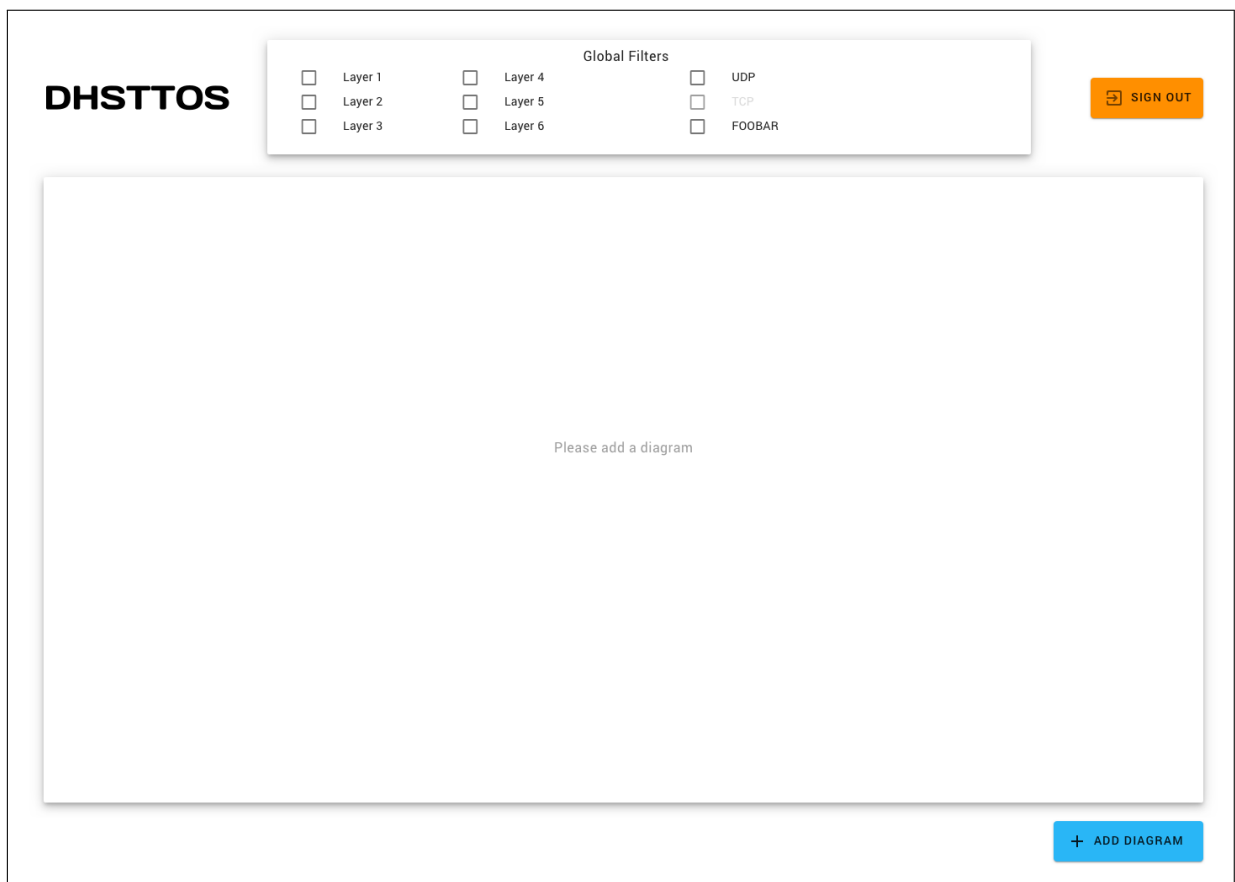 Global Filters
DHSTTOS
Layer 1 Layer 4 UDP
Layer 2 Layer 5 TCP
Layer 3 Layer 6 FOOBAR
SIGN OUT
Please add a diagram
ADD DIAGRAM